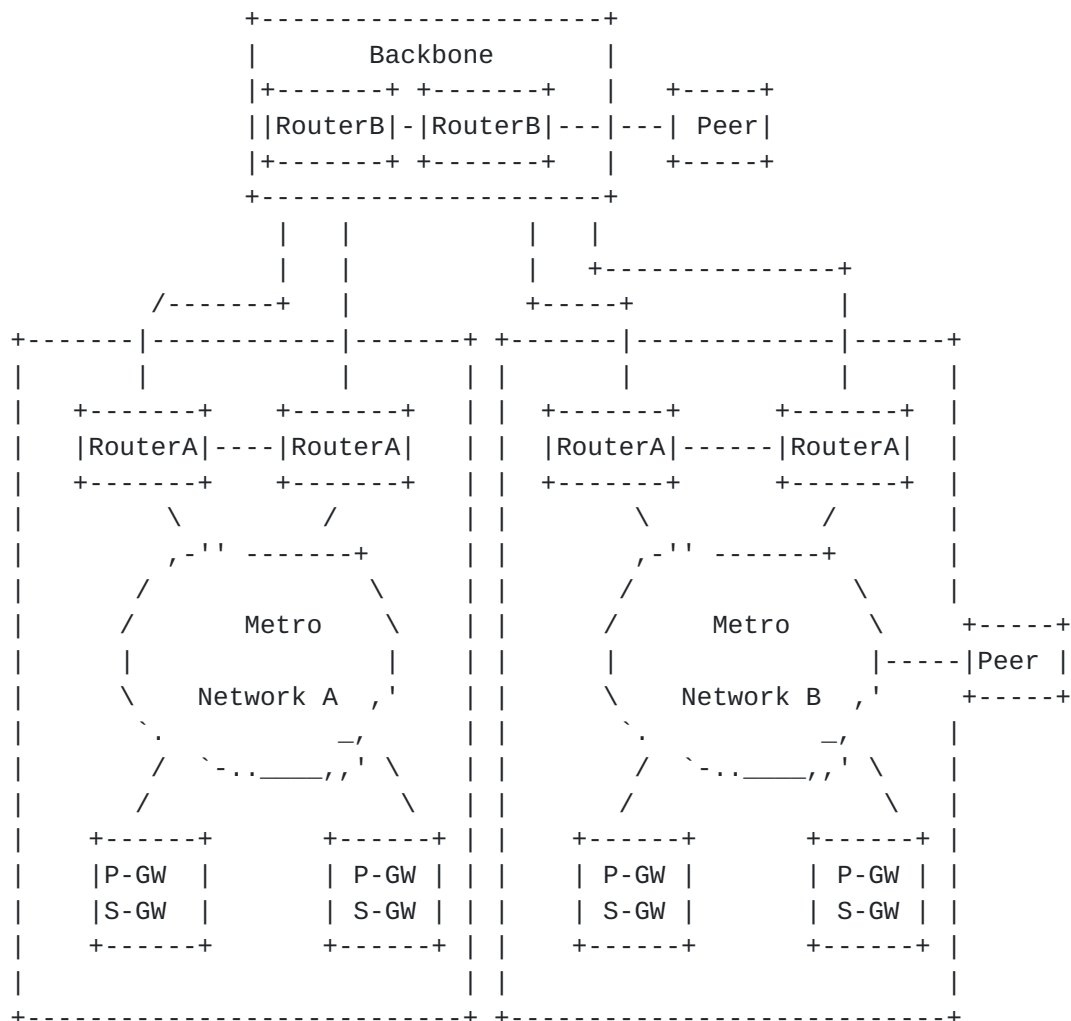 Backbone
RouterB RouterB Peer
RouterA RouterA RouterA RouterA
Metro Metro
Peer
Network A Network B
P-GW P-GW P-GW P-GW
S-GW S-GW S-GW S-GW